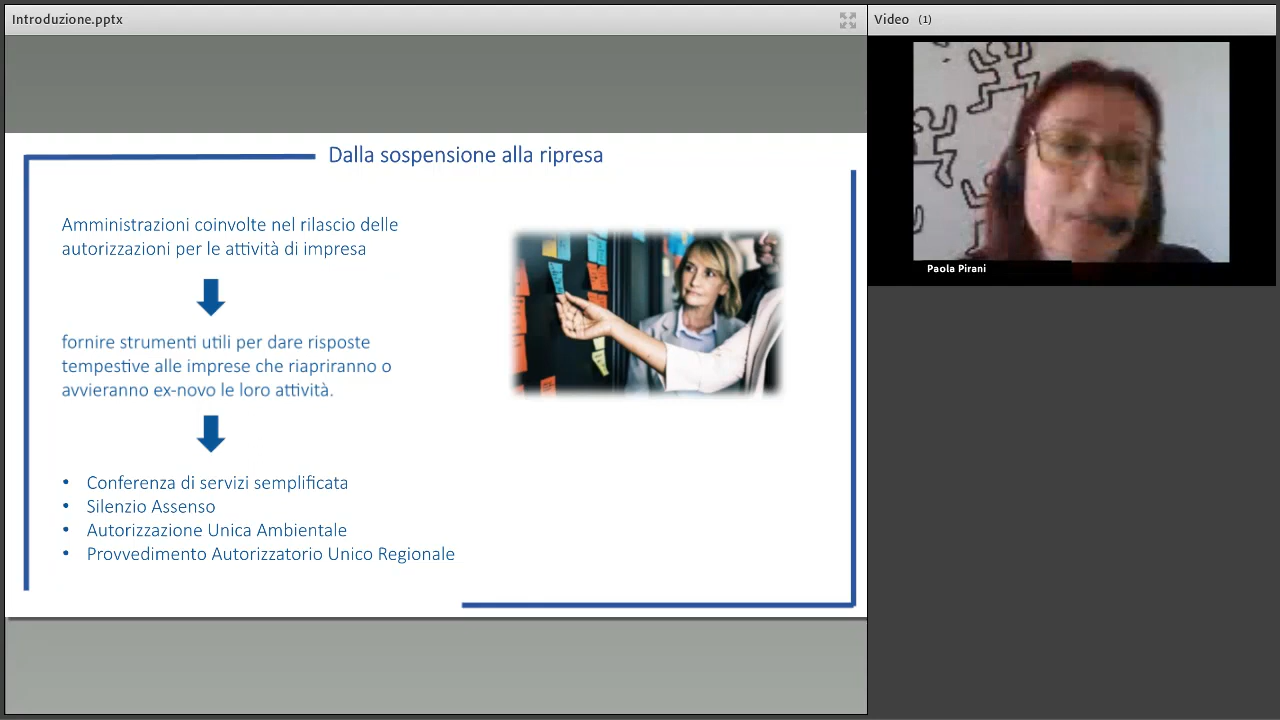 Introduzione.pptx
Video (1)
Paola Pirani
Dalla sospensione alla ripresa
Amministrazioni coinvolte nel rilascio delle
autorizzazioni per le attività di impresa
fornire strumenti utili per dare risposte
tempestive alle imprese che riapriranno o
avvieranno ex-novo le loro attività.
• Conferenza di servizi semplificata
• Silenzio Assenso
• Autorizzazione Unica Ambientale
• Provvedimento Autorizzatorio Unico Regionale